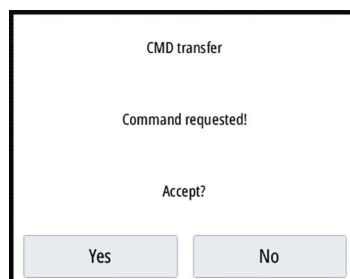 CMD transfer
Command requested!
Accept?
Yes No